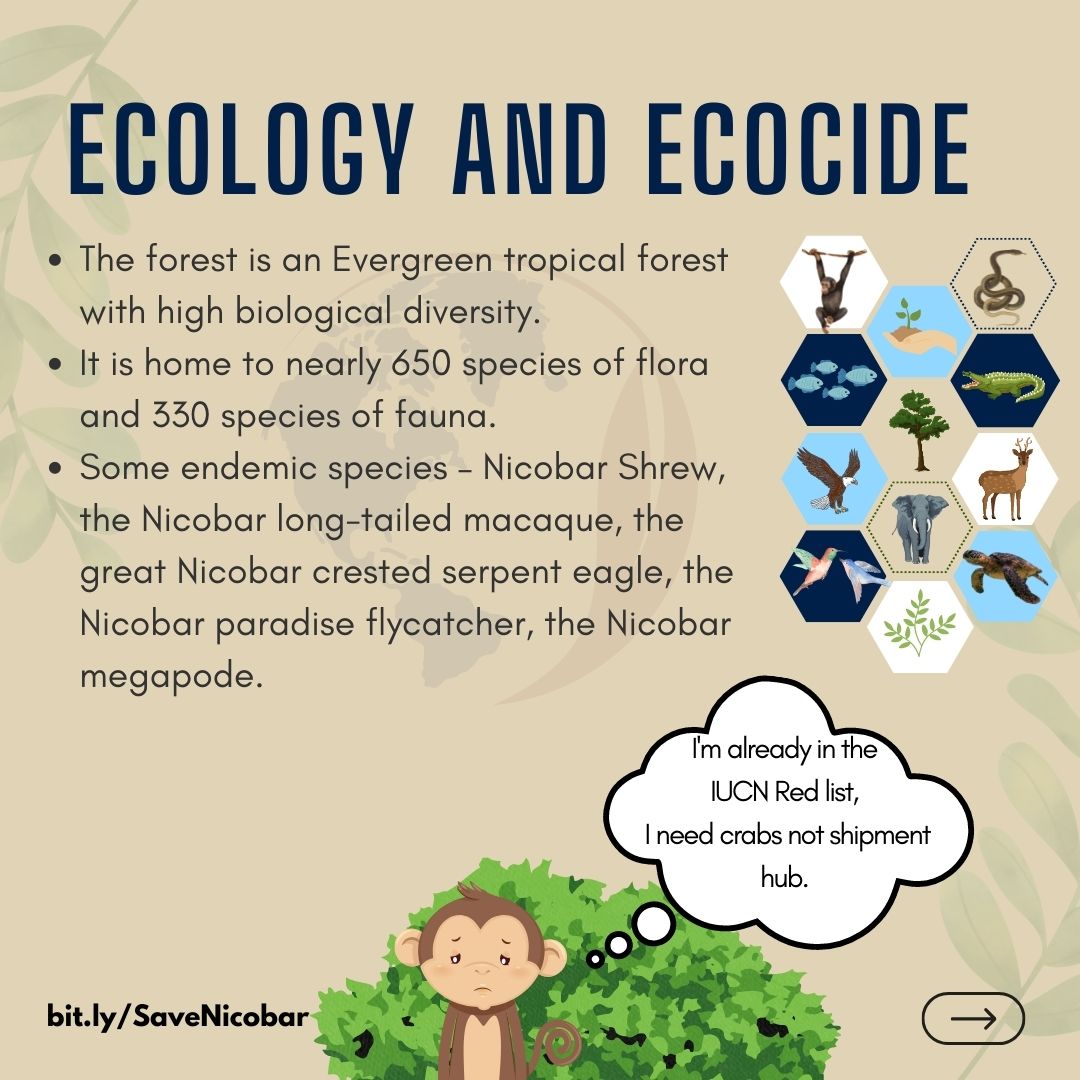 ECOLOGY AND ECOCIDE
• The forest is an Evergreen tropical forest
with high biological diversity.
• It is home to nearly 650 species of flora
and 330 species of fauna.
• Some endemic species - Nicobar Shrew,
the Nicobar long-tailed macaque, the
great Nicobar crested serpent eagle, the
Nicobar paradise flycatcher, the Nicobar
megapode.
I'm already in the
IUCN Red list,
I need crabs not shipment
hub.
bit.ly/SaveNicobar